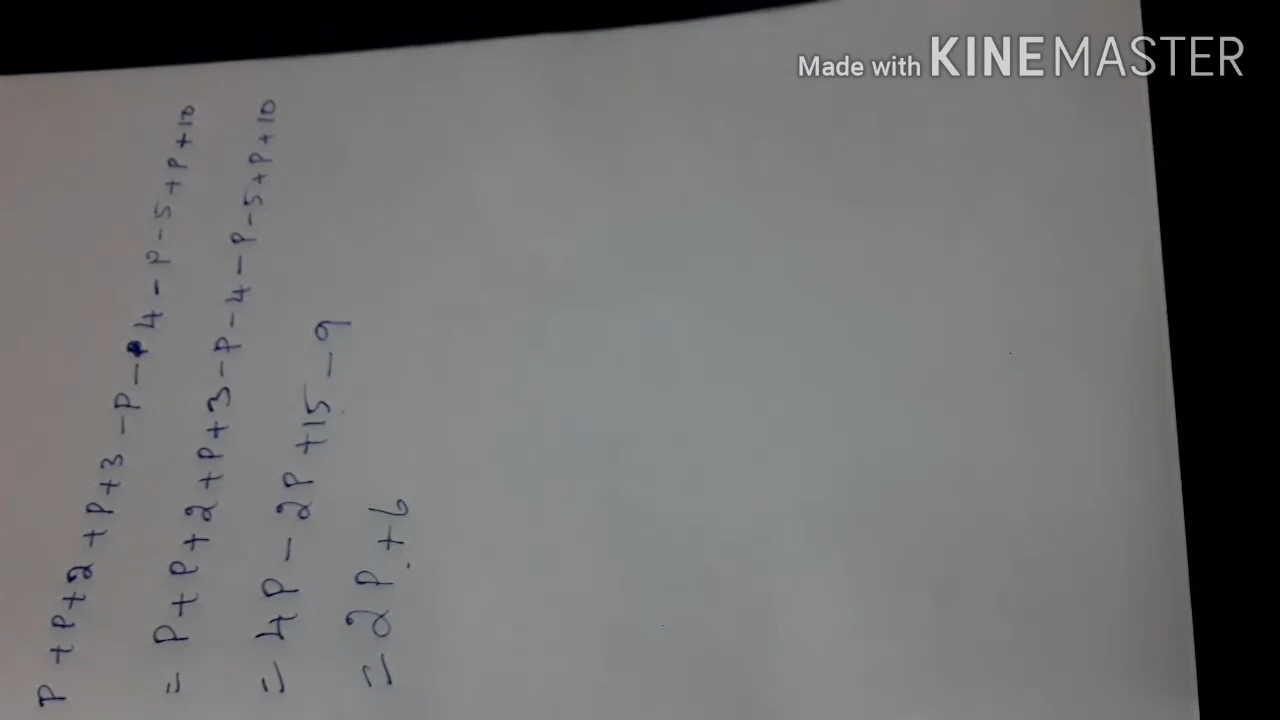 P + P + 2 + P + 3 - P - 4 - P - 5 + P + 10
= P + P + 2 + P + 3 - P - 4 - P - 5 + P + 10
= 4P - 2P + 15 - 9
= 2P + 6
Made with KINEMASTER